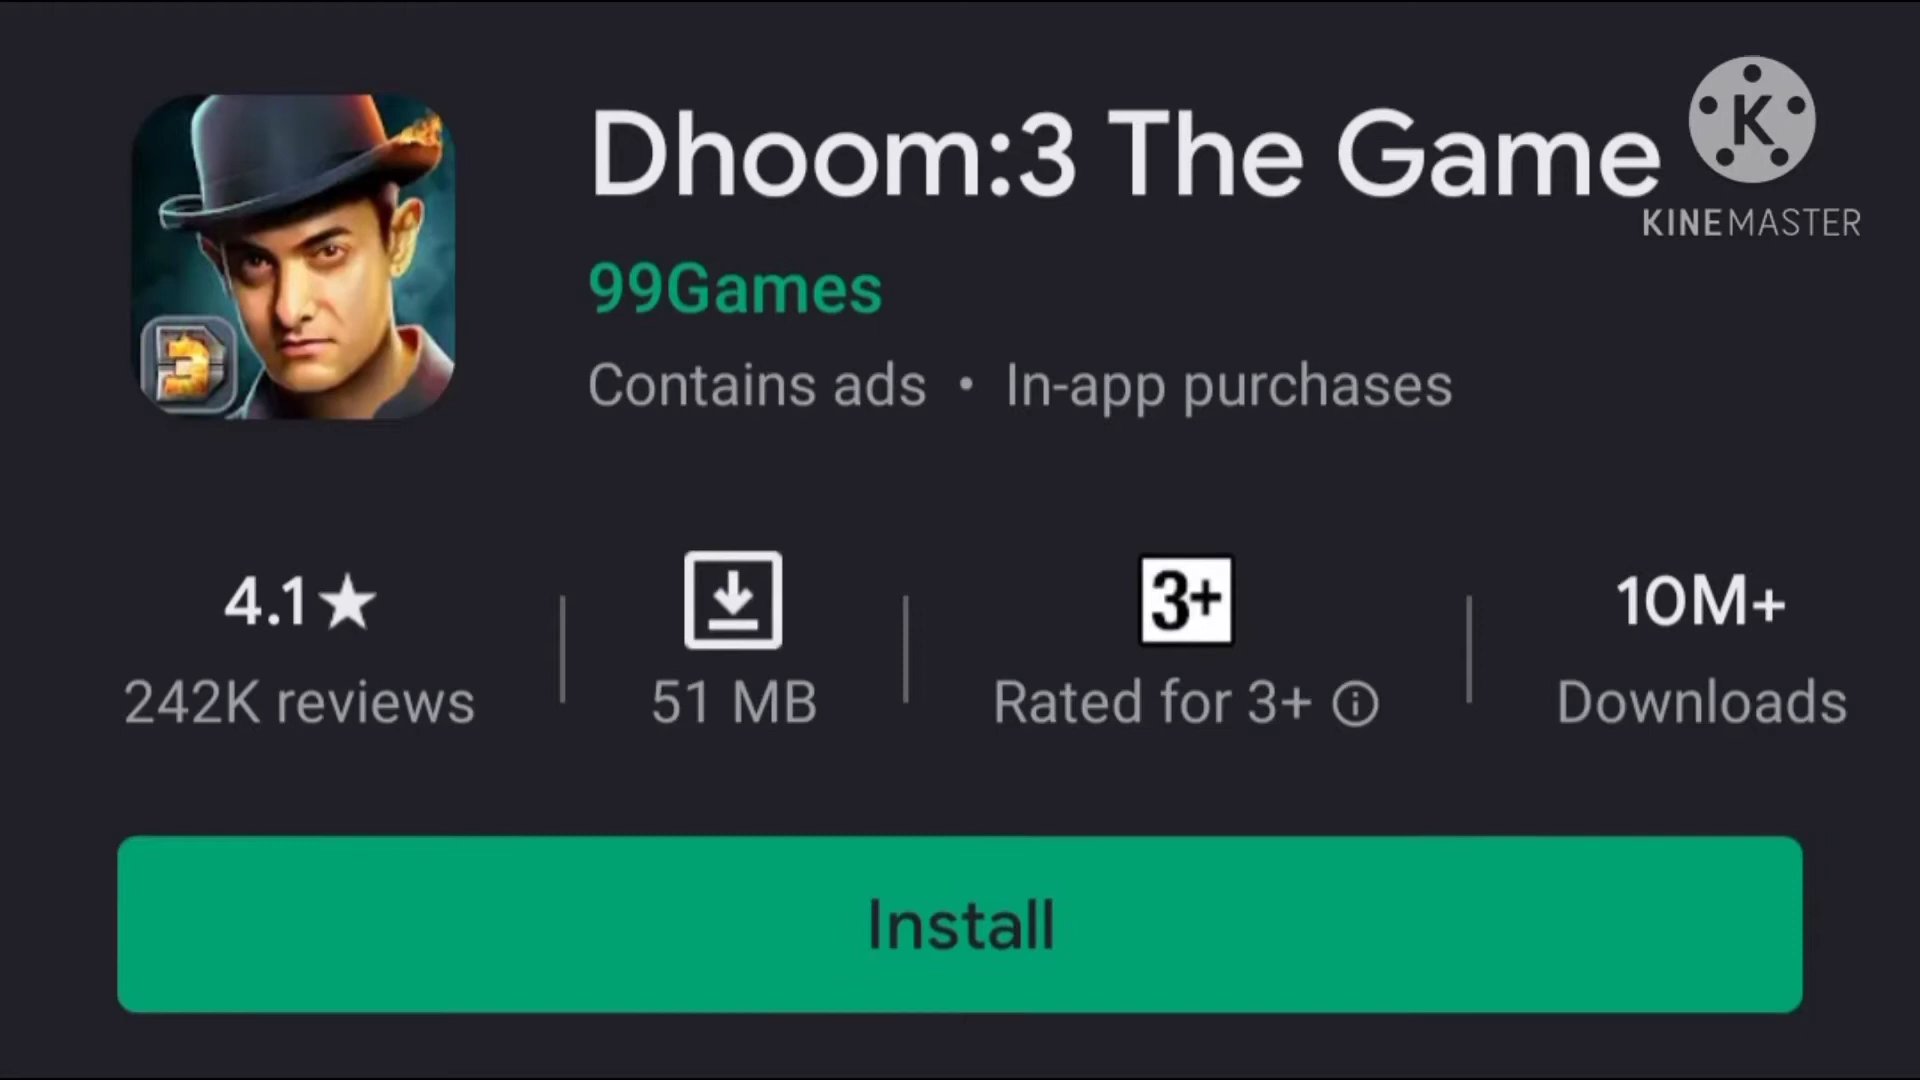 Dhoom:3 The Game
K
KINEMASTER
99Games
Contains ads • In-app purchases
3
4.1★
242K reviews
51 MB
3+
Rated for 3+
10M+
Downloads
Install